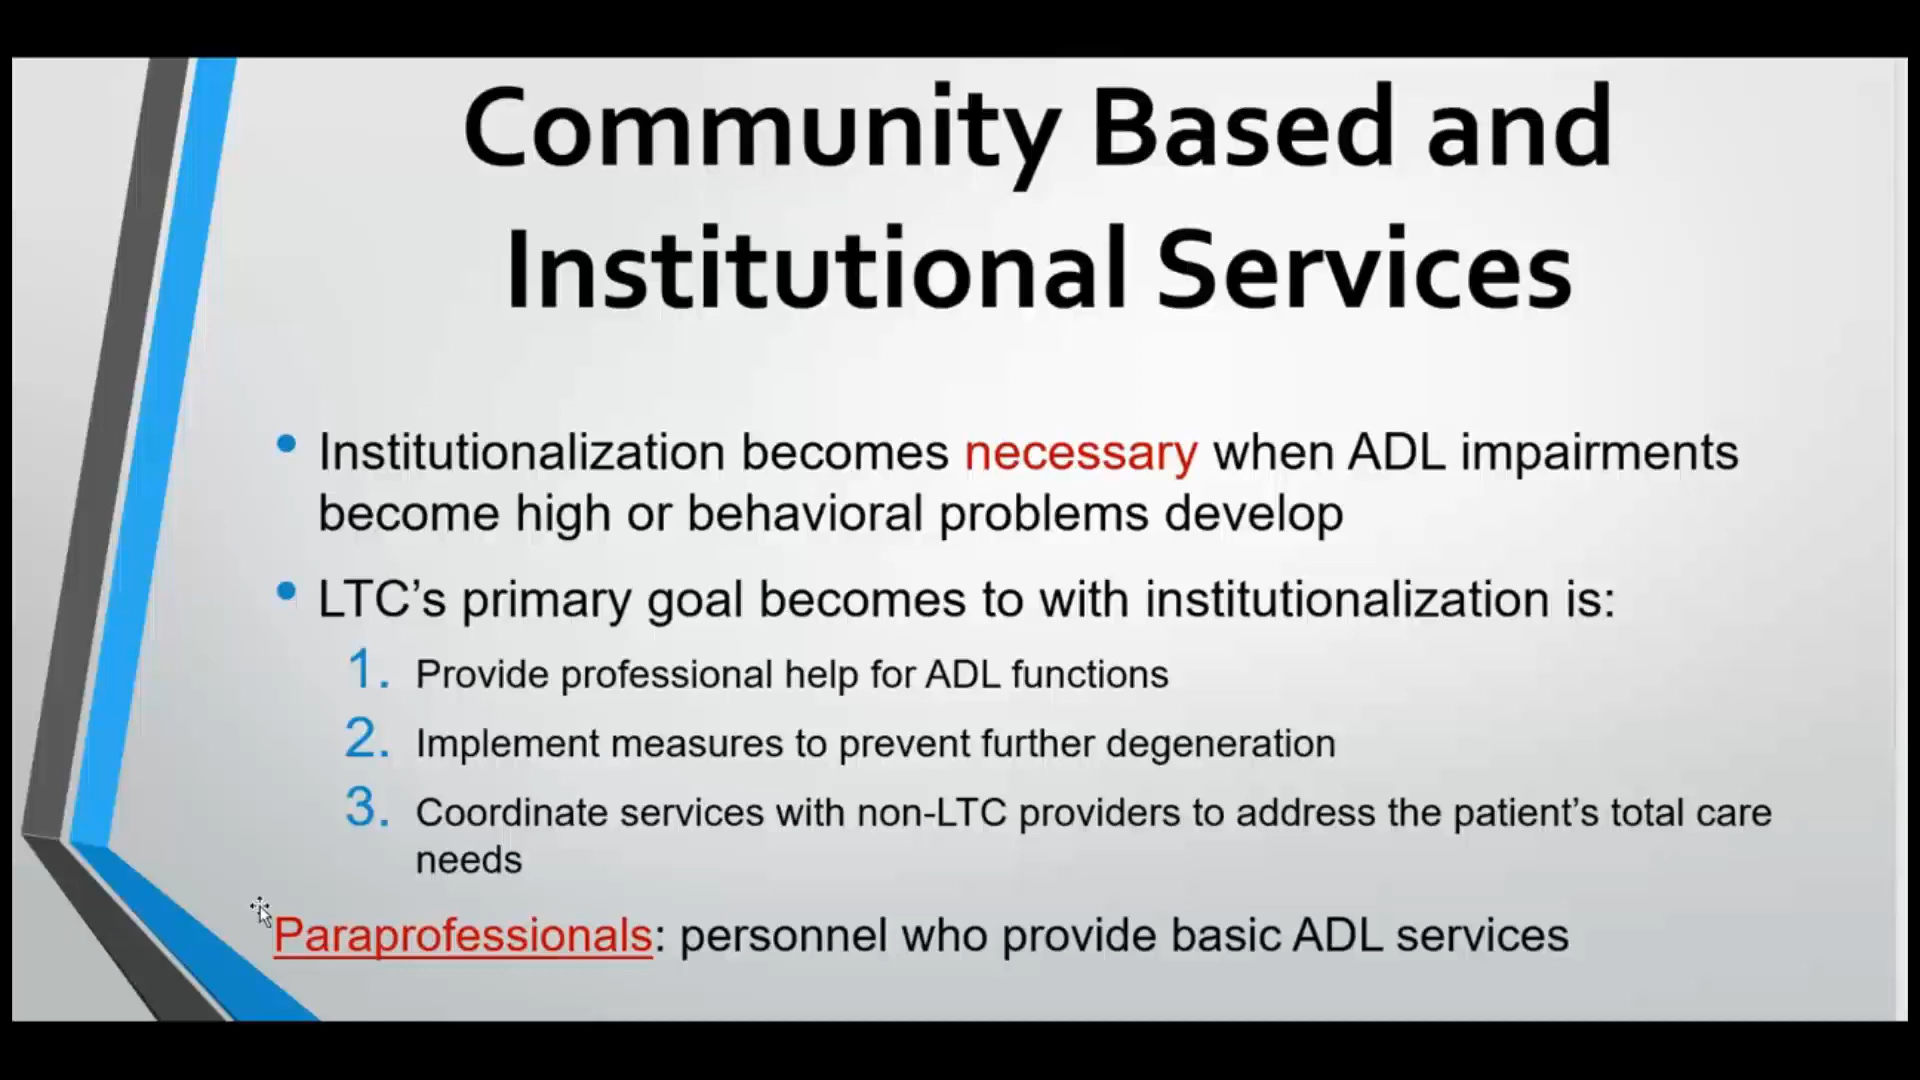 Community Based and
Institutional Services
• Institutionalization becomes necessary when ADL impairments
become high or behavioral problems develop
• LTC’s primary goal becomes to with institutionalization is:
1. Provide professional help for ADL functions
2. Implement measures to prevent further degeneration
3. Coordinate services with non-LTC providers to address the patient’s total care
needs
Paraprofessionals: personnel who provide basic ADL services